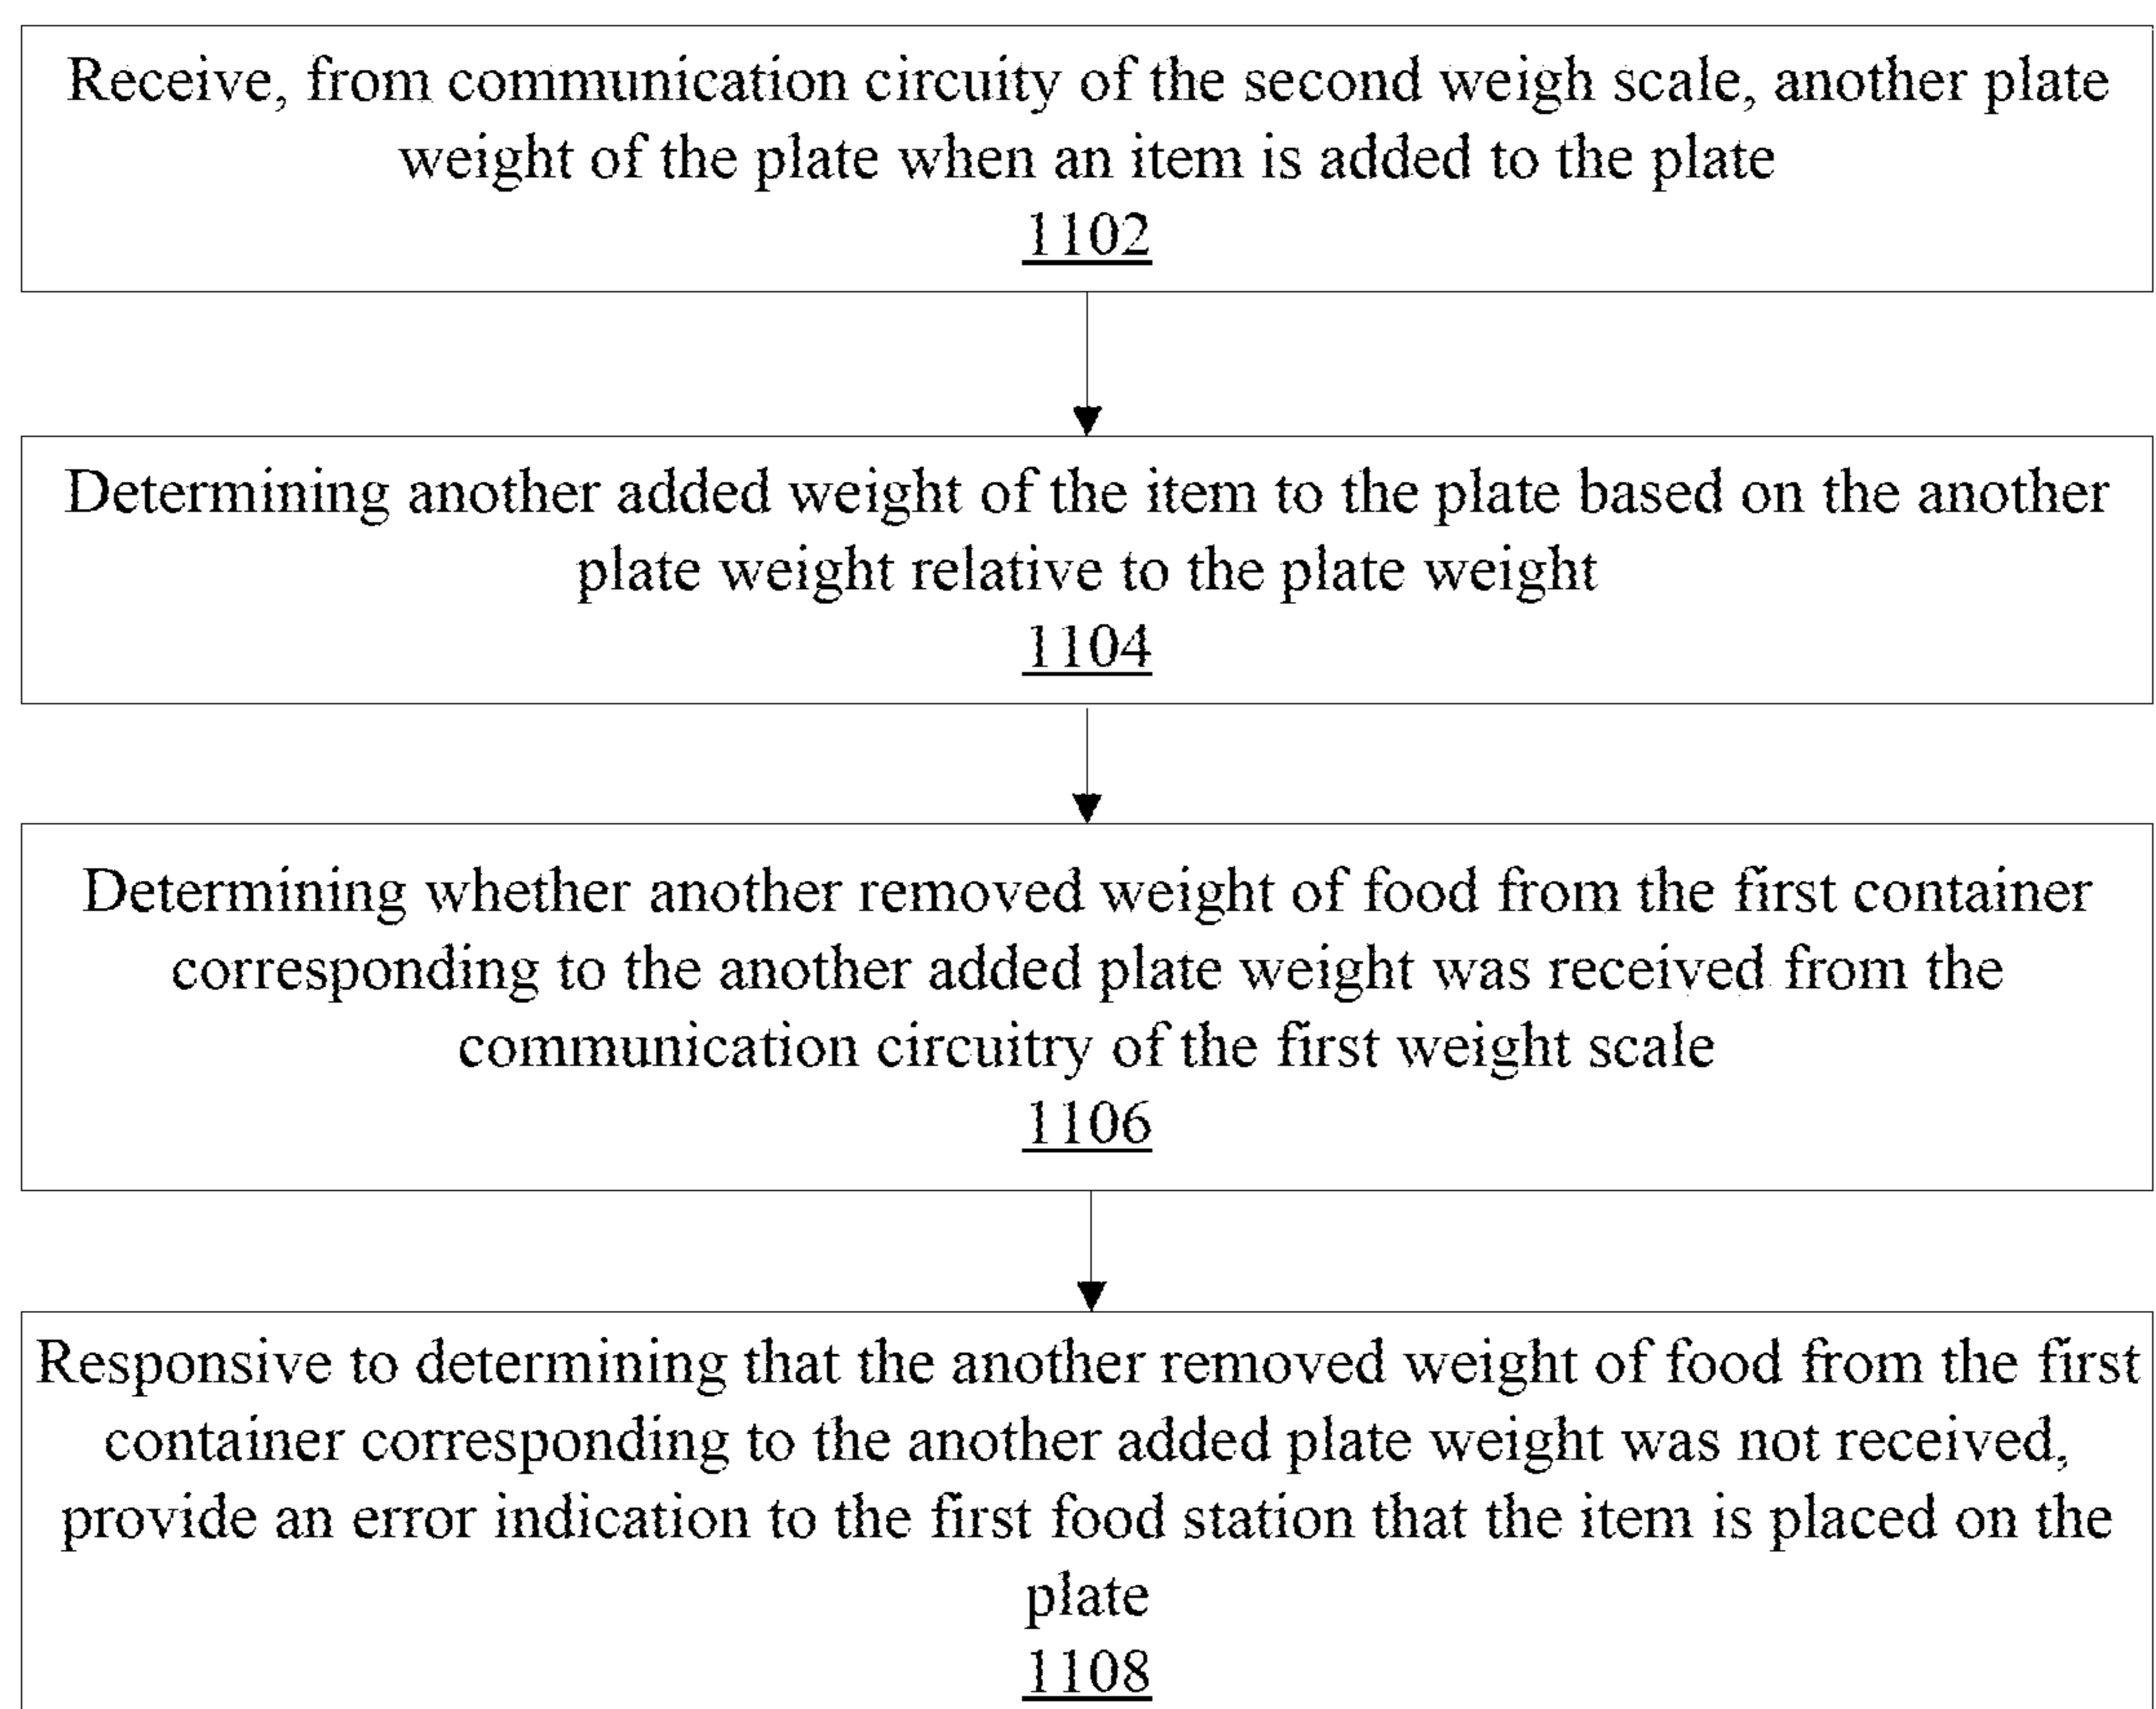 Receive, from communication circuity of the second weigh scale, another plate
weight of the plate when an item is added to the plate
1102
Determining another added weight of the item to the plate based on the another
plate weight relative to the plate weight
1104
Determining whether another removed weight of food from the first container
corresponding to the another added plate weight was received from the
communication circuitry of the first weight scale
1106
Responsive to determining that the another removed weight of food from the first
container corresponding to the another added plate weight was not received,
provide an error indication to the first food station that the item is placed on the
plate
1108